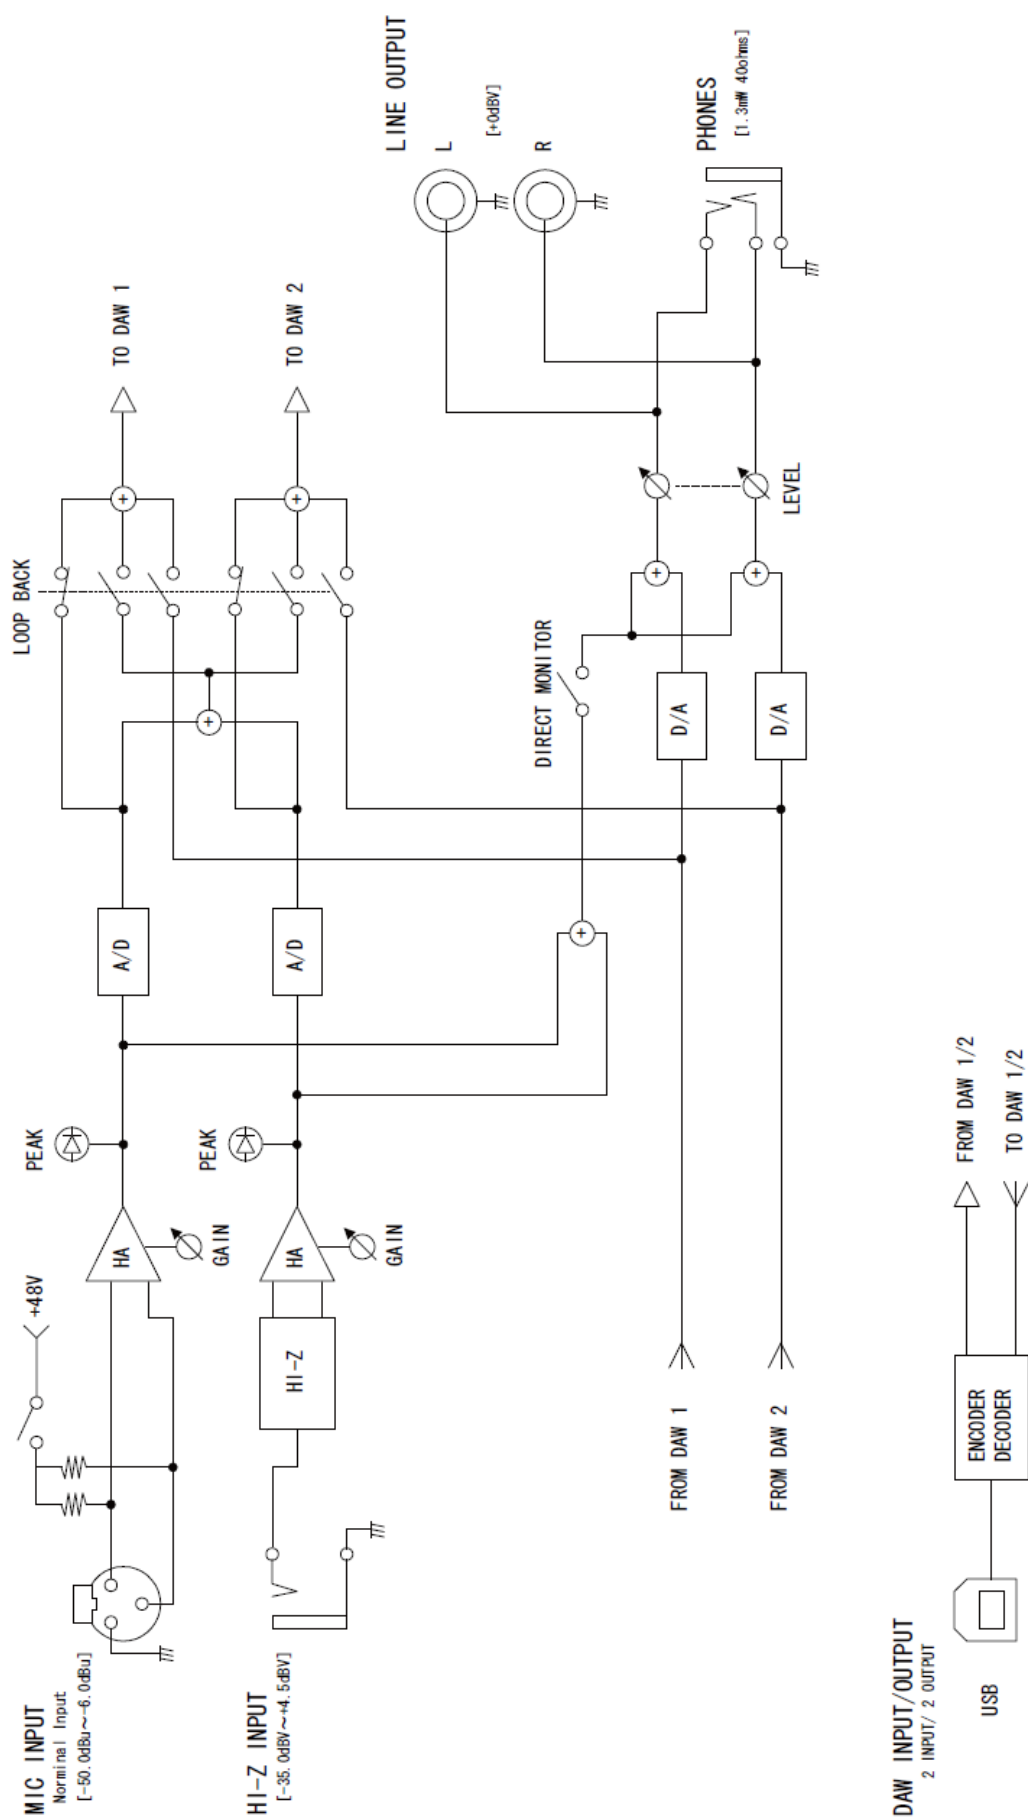 MIC INPUT
Norminal Input
[-50.0dBu～-6.0dBu]
+48V
HA
GAIN
PEAK
A/D
LOOP BACK
TO DAW 1
HI-Z INPUT
[-35.0dBV～+4.5dBV]
HI-Z
HA
GAIN
PEAK
A/D
TO DAW 2
DIRECT MONITOR
LINE OUTPUT
L
[+0dBV]
R
FROM DAW 1
D/A
FROM DAW 2
D/A
LEVEL
PHONES
[1.3mW 40ohms]
DAW INPUT/OUTPUT
2 INPUT/ 2 OUTPUT
USB
ENCODER
DECODER
FROM DAW 1/2
TO DAW 1/2
+
+
+
+
+
+